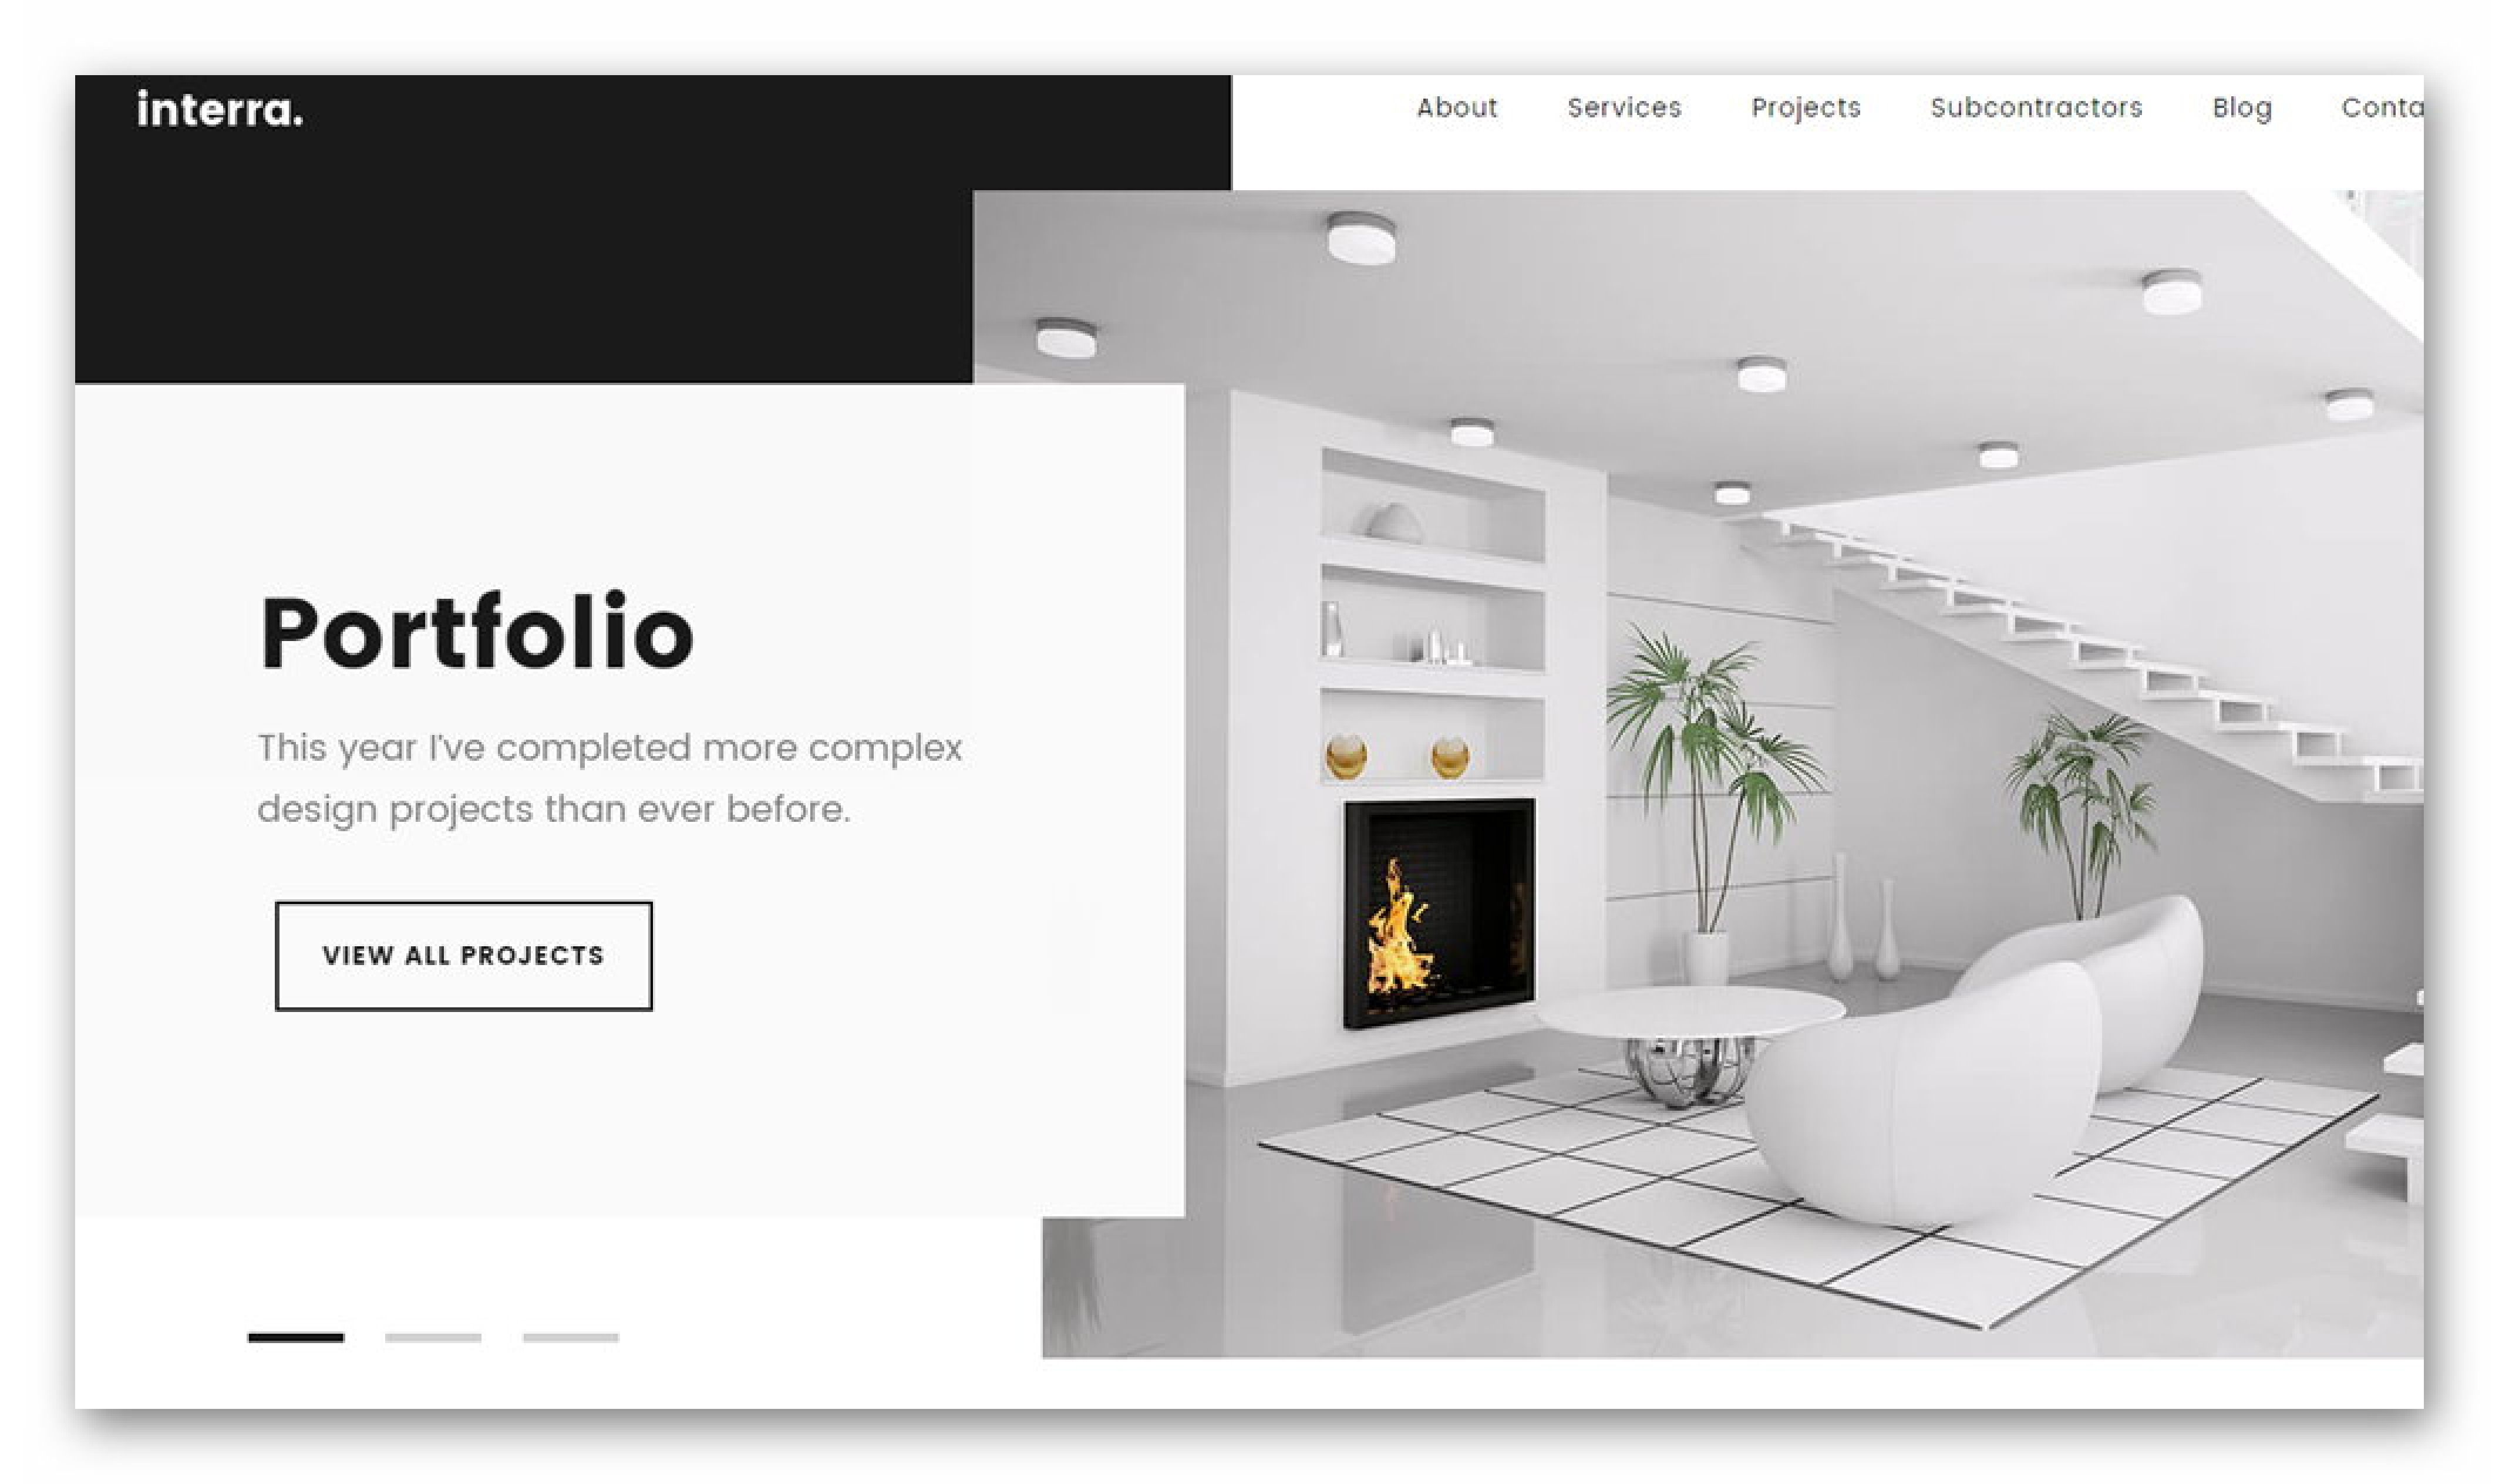 interra.
About Services Projects Subcontractors Blog Conta
Portfolio
This year I've completed more complex
design projects than ever before.
VIEW ALL PROJECTS